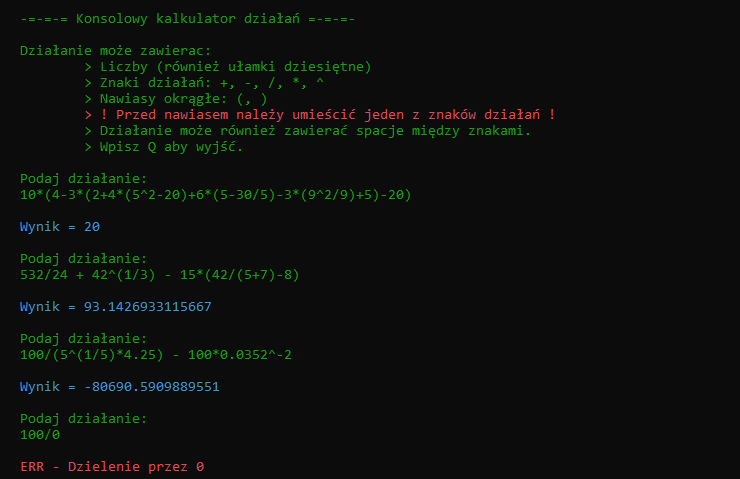 -=-=-= Konsolowy kalkulator działań =-=-=-
Działanie może zawierac:
> Liczby (również ułamki dziesiętne)
> Znaki działań: +, -, /, *, ^
> Nawiasy okrągłe: (, )
> ! Przed nawiasem należy umieścić jeden z znaków działań !
> Działanie może również zawierać spacje między znakami.
> Wpisz Q aby wyjść.
Podaj działanie:
10*(4-3*(2+4*(5^2-20)+6*(5-30/5)-3*(9^2/9)+5)-20)
Wynik = 20
Podaj działanie:
532/24 + 42^(1/3) - 15*(42/(5+7)-8)
Wynik = 93.1426933115667
Podaj działanie:
100/(5^(1/5)*4.25) - 100*0.0352^-2
Wynik = -80690.5909889551
Podaj działanie:
100/0
ERR - Dzielenie przez 0